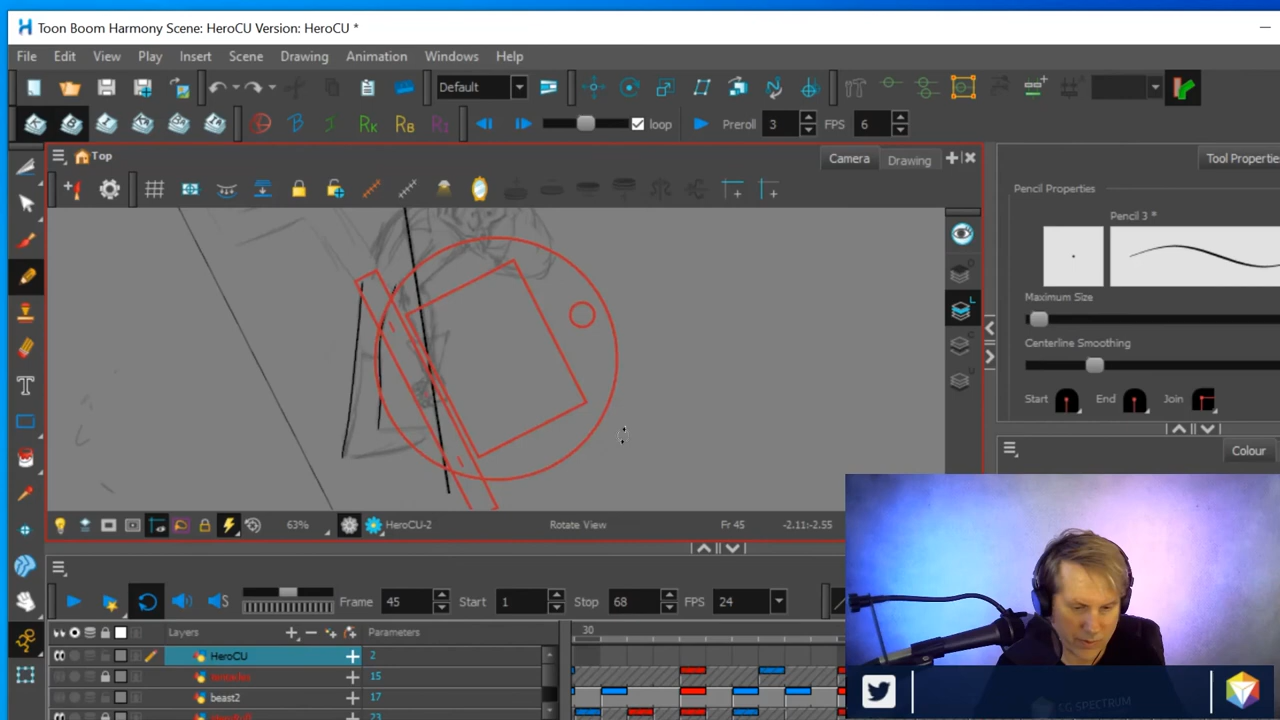 Toon Boom Harmony Scene: HeroCU Version: HeroCU *
File Edit View Play Insert Scene Drawing Animation Windows Help
Default
loop Preroll 3 FPS 6
Top Camera Drawing
Tool Properties
Pencil Properties
Pencil 3 *
Maximum Size
Centerline Smoothing
Start End Join
63% HeroCU-2 Rotate View Fr 45 -2.11:-2.55
Colour
Frame 45 Start 1 Stop 68 FPS 24
Layers Parameters 30
HeroCU 2
15
beast2 17
23
CG SPECTRUM